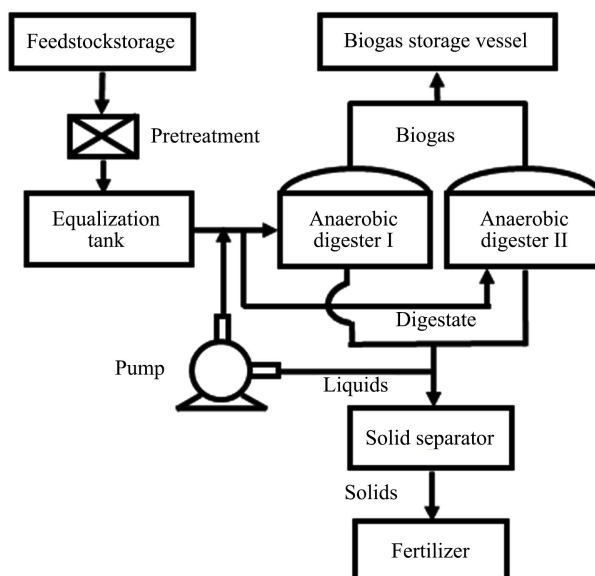 Feedstockstorage
Biogas storage vessel
Pretreatment
Biogas
Equalization
tank
Anaerobic
digester I
Anaerobic
digester II
Digestate
Pump
Liquids
Solid separator
Solids
Fertilizer